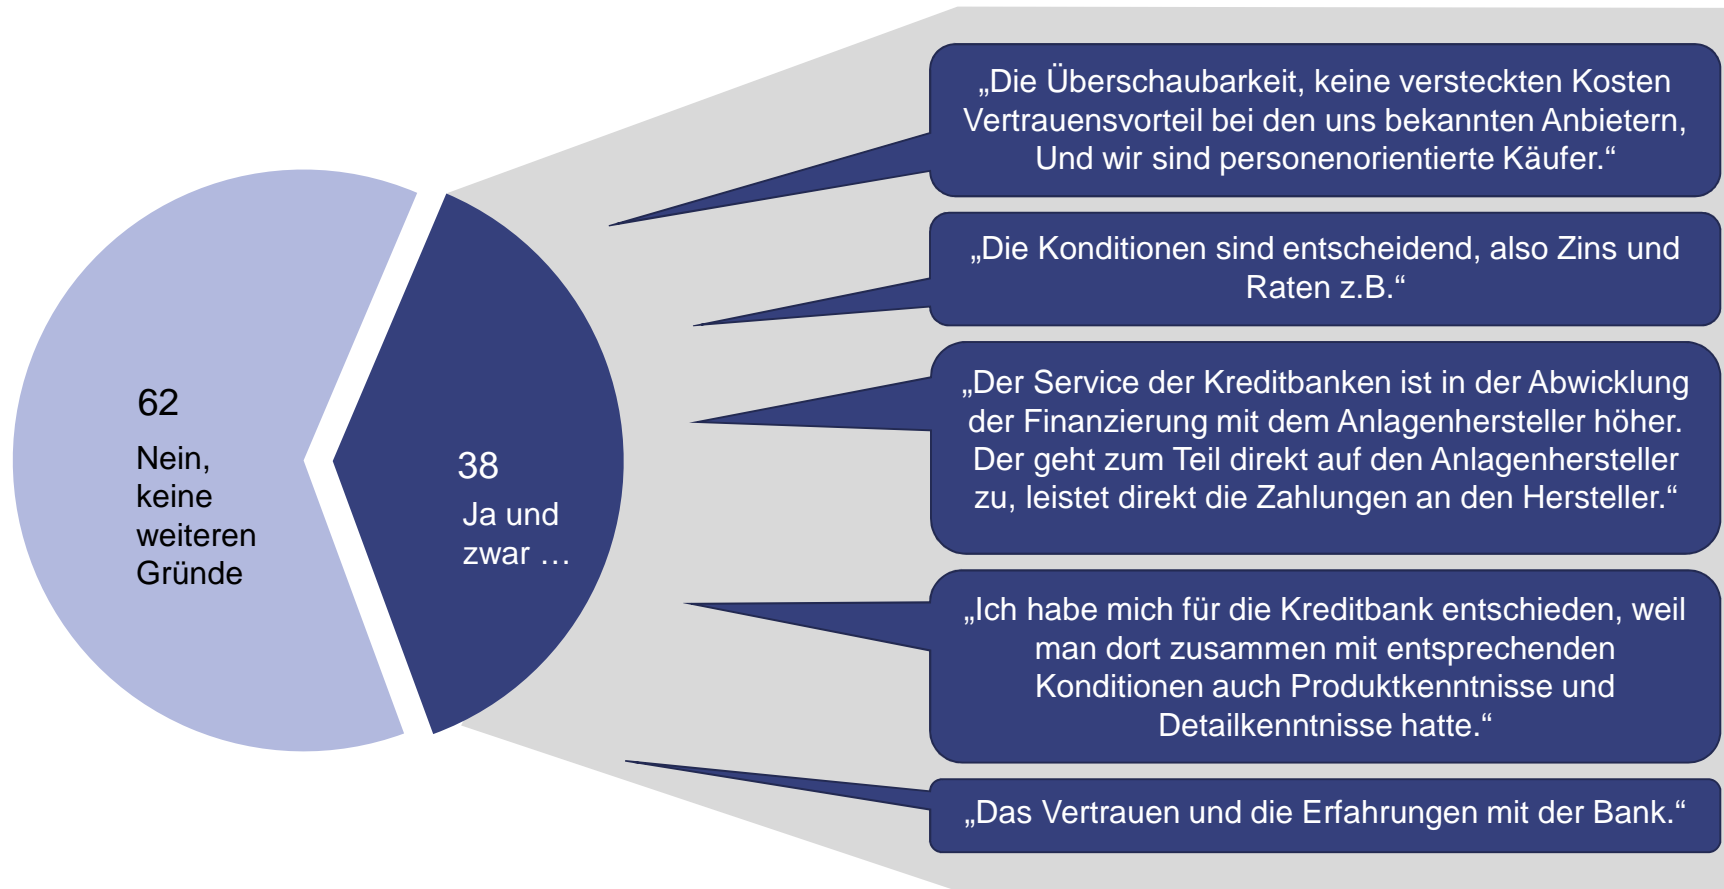 62
Nein,
keine
weiteren
Gründe
38
Ja und
zwar …
„Die Überschaubarkeit, keine versteckten Kosten
Vertrauensvorteil bei den uns bekannten Anbietern,
Und wir sind personenorientierte Käufer.“
„Die Konditionen sind entscheidend, also Zins und
Raten z.B.“
„Der Service der Kreditbanken ist in der Abwicklung
der Finanzierung mit dem Anlagenhersteller höher.
Der geht zum Teil direkt auf den Anlagenhersteller
zu, leistet direkt die Zahlungen an den Hersteller.“
„Ich habe mich für die Kreditbank entschieden, weil
man dort zusammen mit entsprechenden
Konditionen auch Produktkenntnisse und
Detailkenntnisse hatte.“
„Das Vertrauen und die Erfahrungen mit der Bank.“